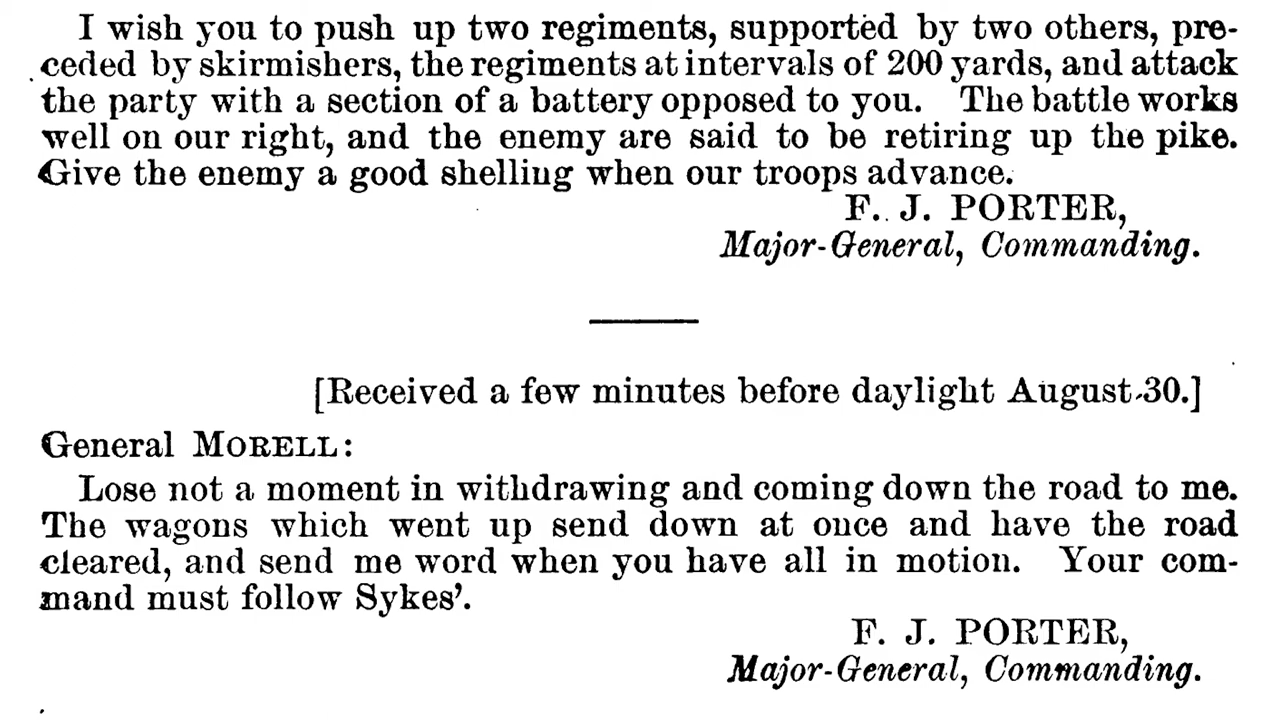 I wish you to push up two regiments, supported by two others, pre-
ceded by skirmishers, the regiments at intervals of 200 yards, and attack
the party with a section of a battery opposed to you. The battle works
well on our right, and the enemy are said to be retiring up the pike.
Give the enemy a good shelling when our troops advance.
F. J. PORTER,
Major-General, Commanding.
[Received a few minutes before daylight August 30.]
General MORELL:
Lose not a moment in withdrawing and coming down the road to me.
The wagons which went up send down at once and have the road
cleared, and send me word when you have all in motion. Your com-
mand must follow Sykes'.
F. J. PORTER,
Major-General, Commanding.